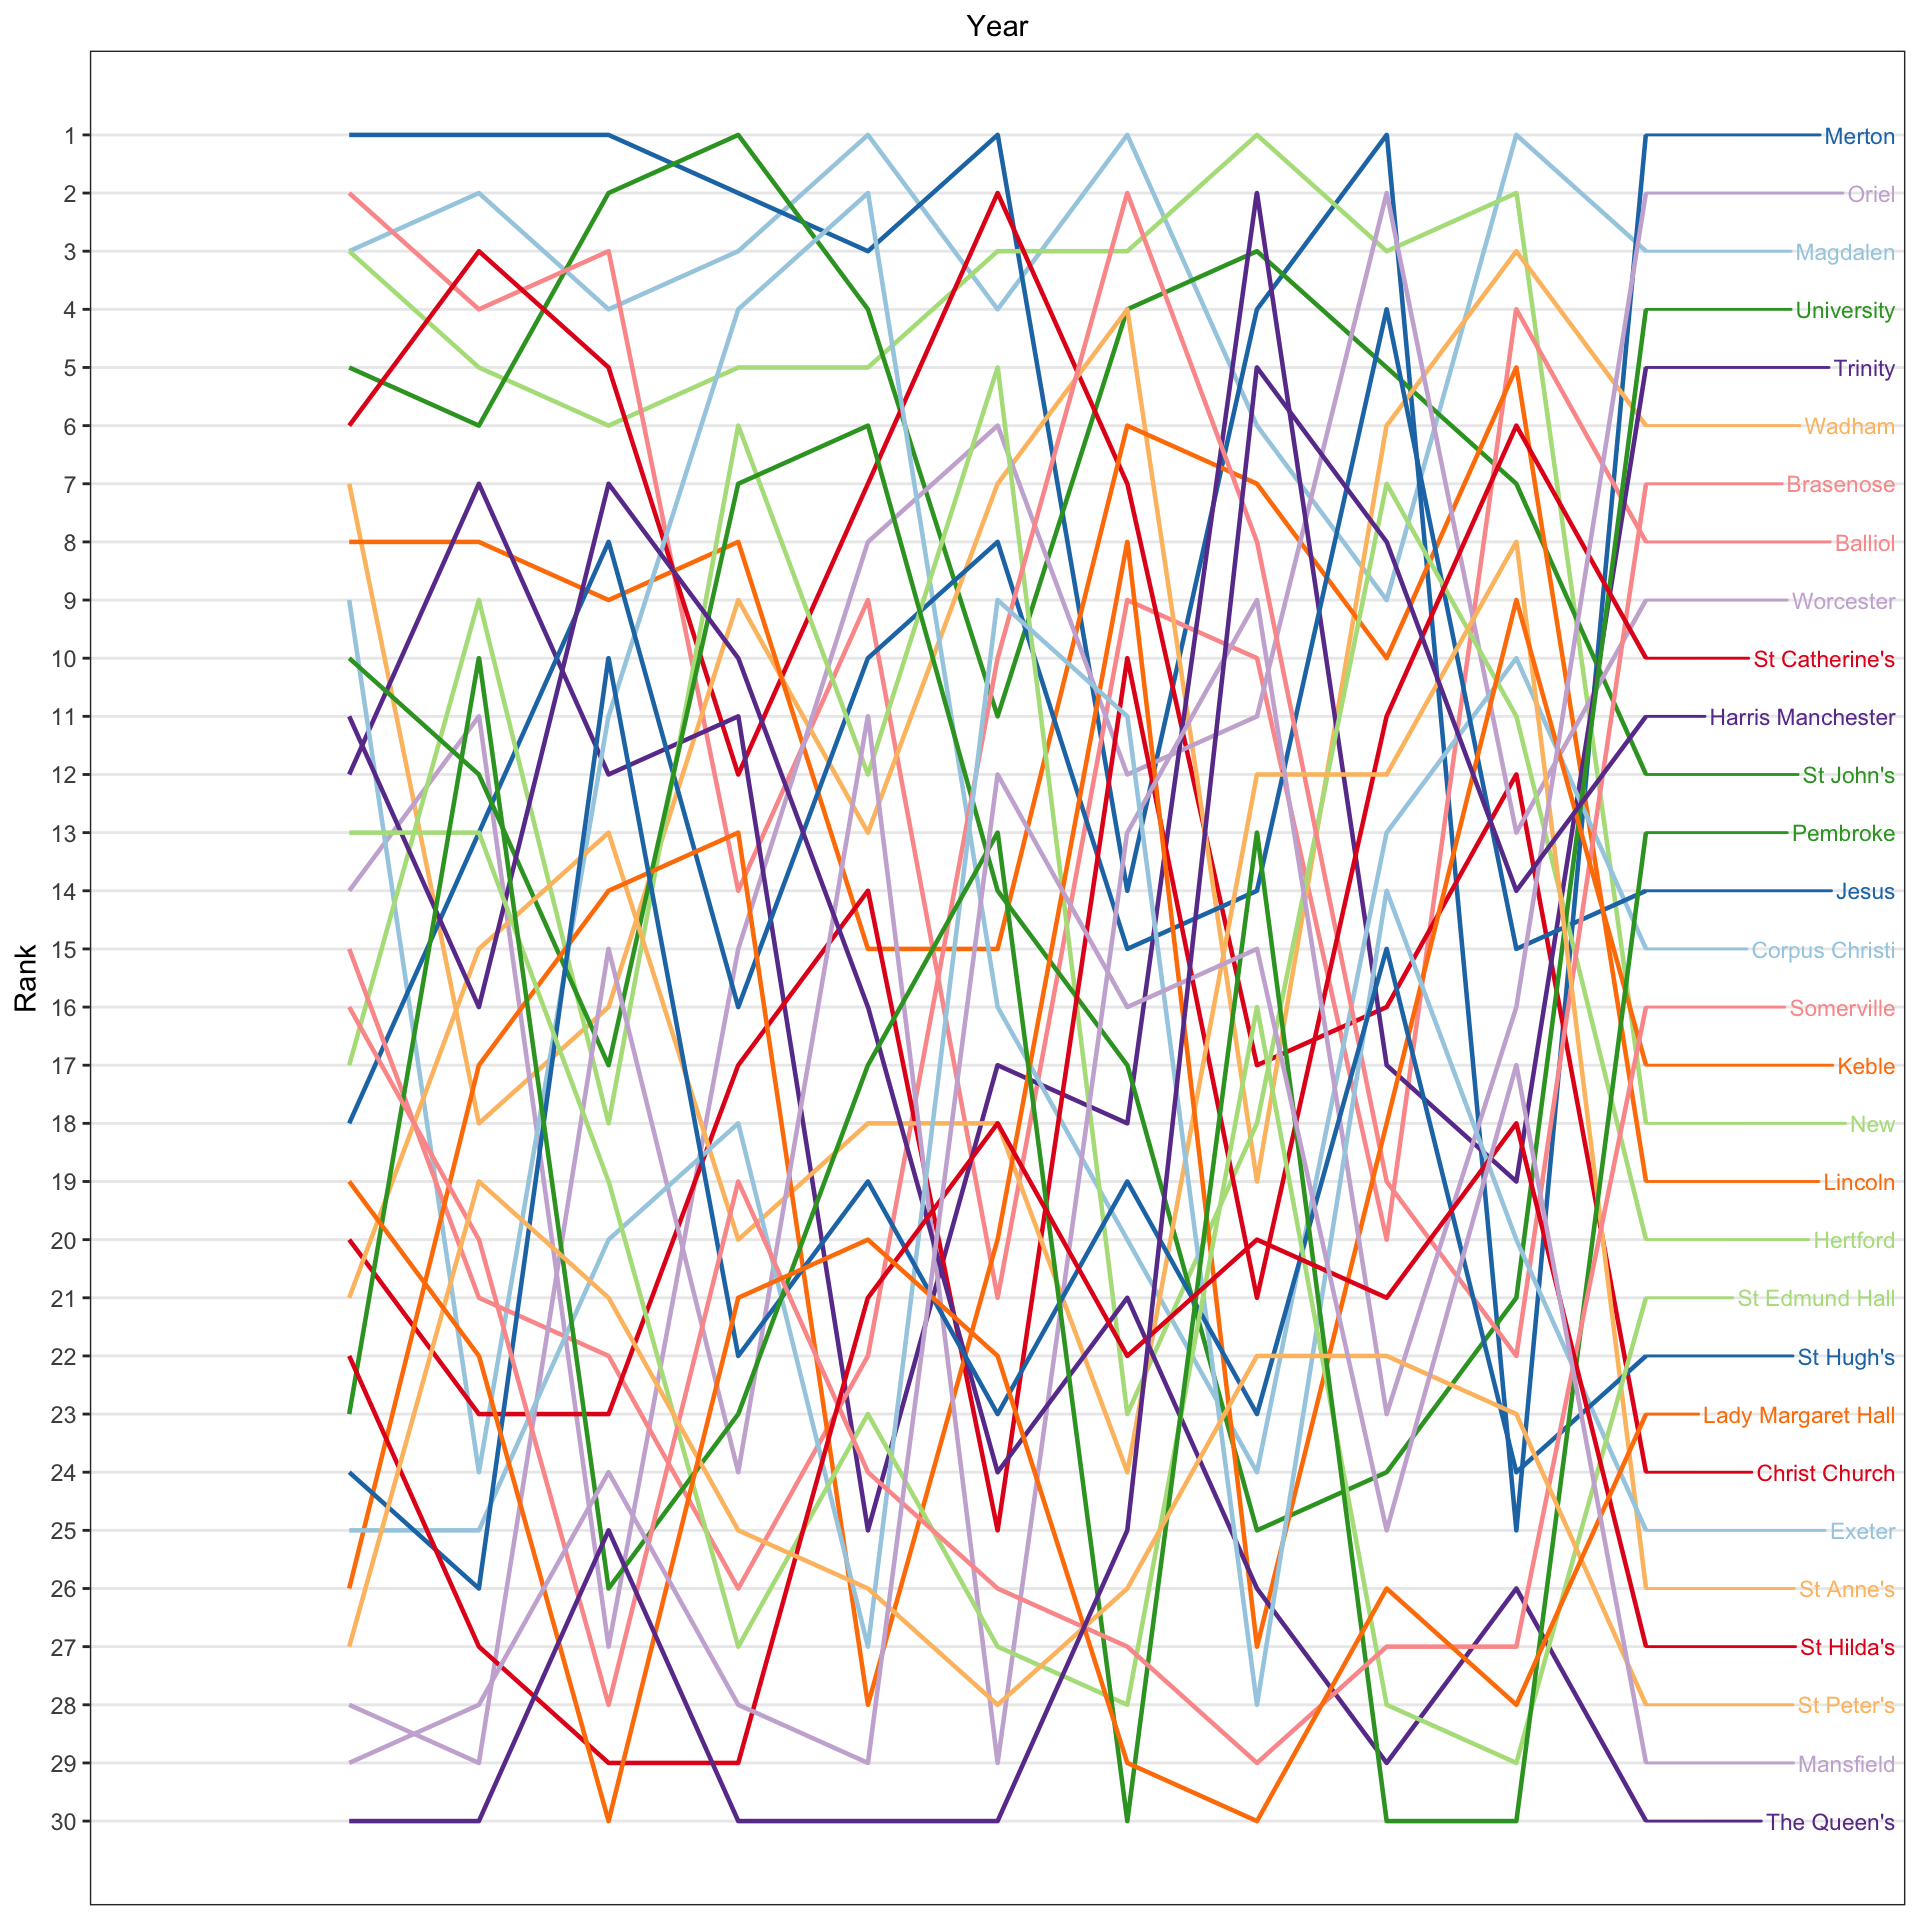 Year
Rank
1
2
3
4
5
6
7
8
9
10
11
12
13
14
15
16
17
18
19
20
21
22
23
24
25
26
27
28
29
30
Merton
Oriel
Magdalen
University
Trinity
Wadham
Brasenose
Balliol
Worcester
St Catherine's
Harris Manchester
St John's
Pembroke
Jesus
Corpus Christi
Somerville
Keble
New
Lincoln
Hertford
St Edmund Hall
St Hugh's
Lady Margaret Hall
Christ Church
Exeter
St Anne's
St Hilda's
St Peter's
Mansfield
The Queen's